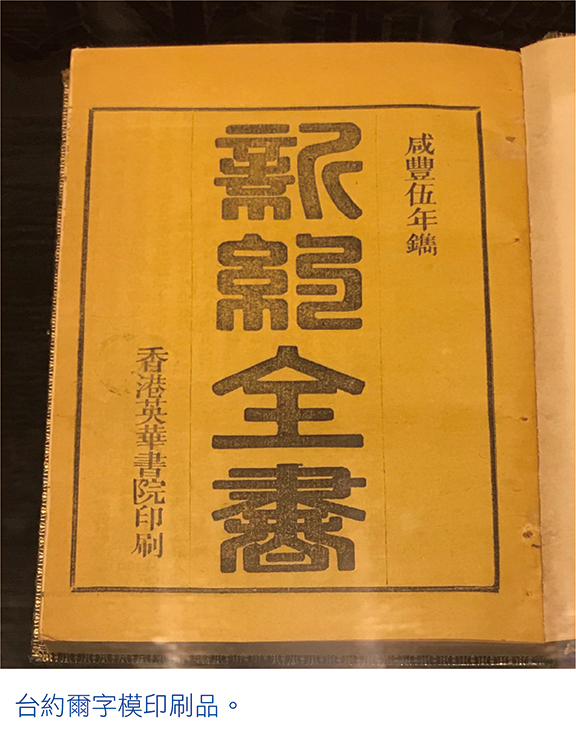 咸豐伍年鐫
新約全書
香港英華書院印刷
台約爾字模印刷品。